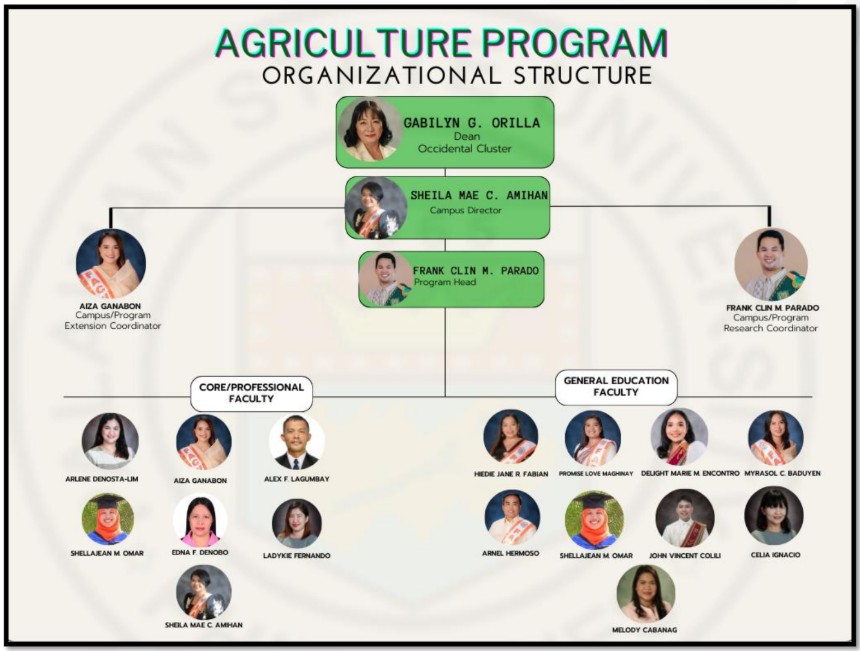 AGRICULTURE PROGRAM
ORGANIZATIONAL STRUCTURE
GABILYN G. ORILLA
Dean
Occidental Cluster
SHEILA MAE C. AMIHAN
Campus Director
FRANK CLIN M. PARADO
Program Head
AIZA GANABON
Campus/Program
Extension Coordinator
FRANK CLIN M. PARADO
Campus/Program
Research Coordinator
CORE/PROFESSIONAL
FACULTY
ARLENE DENOSTA-LIM
AIZA GANABON
ALEX F. LAGUMBAY
SHELLAJEAN M. OMAR
EDNA F. DENOBO
LADYKIE FERNANDO
SHEILA MAE C. AMIHAN
GENERAL EDUCATION
FACULTY
HIEDIE JANE R. FABIAN
PROMISE LOVE MAGHINAY
DELIGHT MARIE M. ENCONTRO
MYRASOL C. BADUYEN
ARNEL HERMOSO
SHELLAJEAN M. OMAR
JOHN VINCENT COLILI
CELIA IGNACIO
MELODY CABANAG